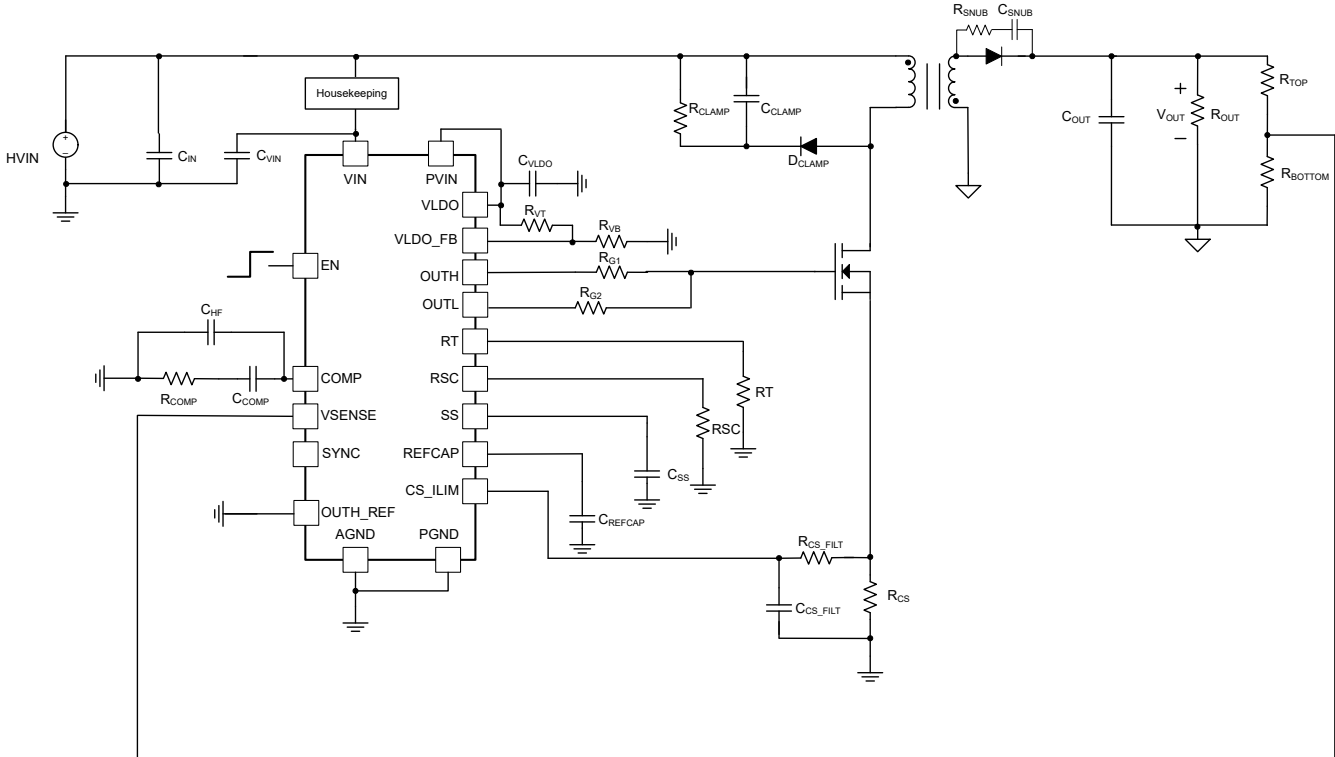 RSNUB CSNUB
Housekeeping
HVIN
+
−
CIN
CVIN
RCLAMP
CCLAMP
DCLAMP
COUT
+
VOUT
−
ROUT
RTOP
RBOTTOM
VIN
PVIN
CVLDO
VLDO
RVT
VLDO_FB
RVB
EN
OUTH
RG1
OUTL
RG2
CHF
RT
RT
COMP
RCOMP
CCOMP
RSC
RSC
VSENSE
SS
CSS
SYNC
REFCAP
CREFCAP
CS_ILIM
OUTH_REF
AGND
PGND
RCS_FILT
CCS_FILT
RCS